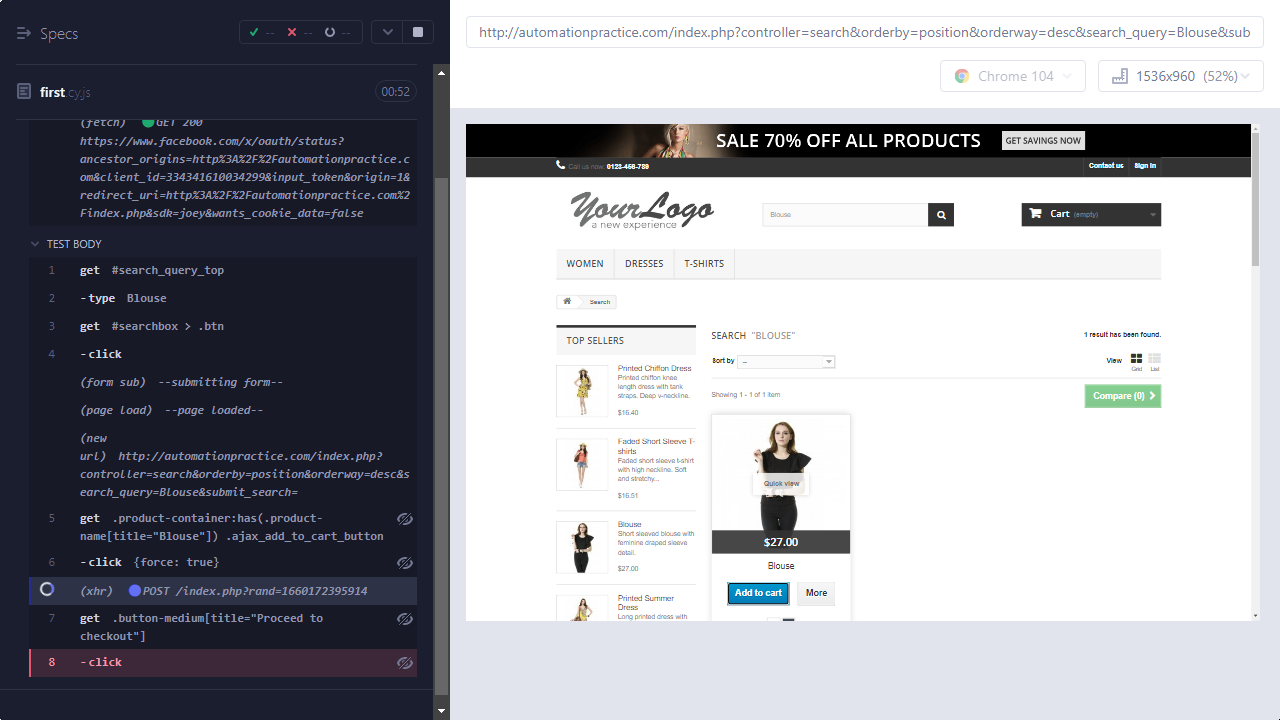 Specs
--
--
--
first.cy.js
00:52
(fetch) GET 200
https://www.facebook.com/x/oauth/status?
ancestor_origins=http%3A%2F%2Fautomationpractice.c
om&client_id=334341610034299&input_token&origin=1&
redirect_uri=http%3A%2F%2Fautomationpractice.com%2
Findex.php&sdk=joey&wants_cookie_data=false
TEST BODY
1 get #search_query_top
2 -type Blouse
3 get #searchbox > .btn
4 -click
(form sub) --submitting form--
(page load) --page loaded--
(new
l) http://automationpractice.com/index.php?
controller=search&orderby=position&orderway=desc&s
earch_query=Blouse&submit_search=
5 get .product-container:has(.product-
name[title="Blouse"]) .ajax_add_to_cart_button
6 -click {force: true}
(xhr) POST /index.php?rand=1660172395914
7 get .button-medium[title="Proceed to
checkout"]
8 -click
http://automationpractice.com/index.php?controller=search&orderby=position&orderway=desc&search_query=Blouse&sub
Chrome 104
1536x960 (52%)
SALE 70% OFF ALL PRODUCTS
GET SAVINGS NOW
Call us now: 0123-456-789
Contact us
Sign in
YourLogo
a new experience
Blouse
Cart (empty)
WOMEN
DRESSES
T-SHIRTS
Search
TOP SELLERS
Printed Chiffon Dress
Printed chiffon knee
length dress with tank
straps. Deep v-neckline.
$16.40
Faded Short Sleeve T-
shirts
Faded short sleeve t-shirt
with high neckline. Soft
and stretchy...
$16.51
Blouse
Short sleeved blouse with
feminine draped sleeve
detail.
$27.00
Printed Summer
Dress
Long printed dress with
SEARCH "BLOUSE"
1 result has been found.
Sort by
--
View
Grid
List
Showing 1 - 1 of 1 item
Compare (0)
Quick view
$27.00
Blouse
Add to cart
More